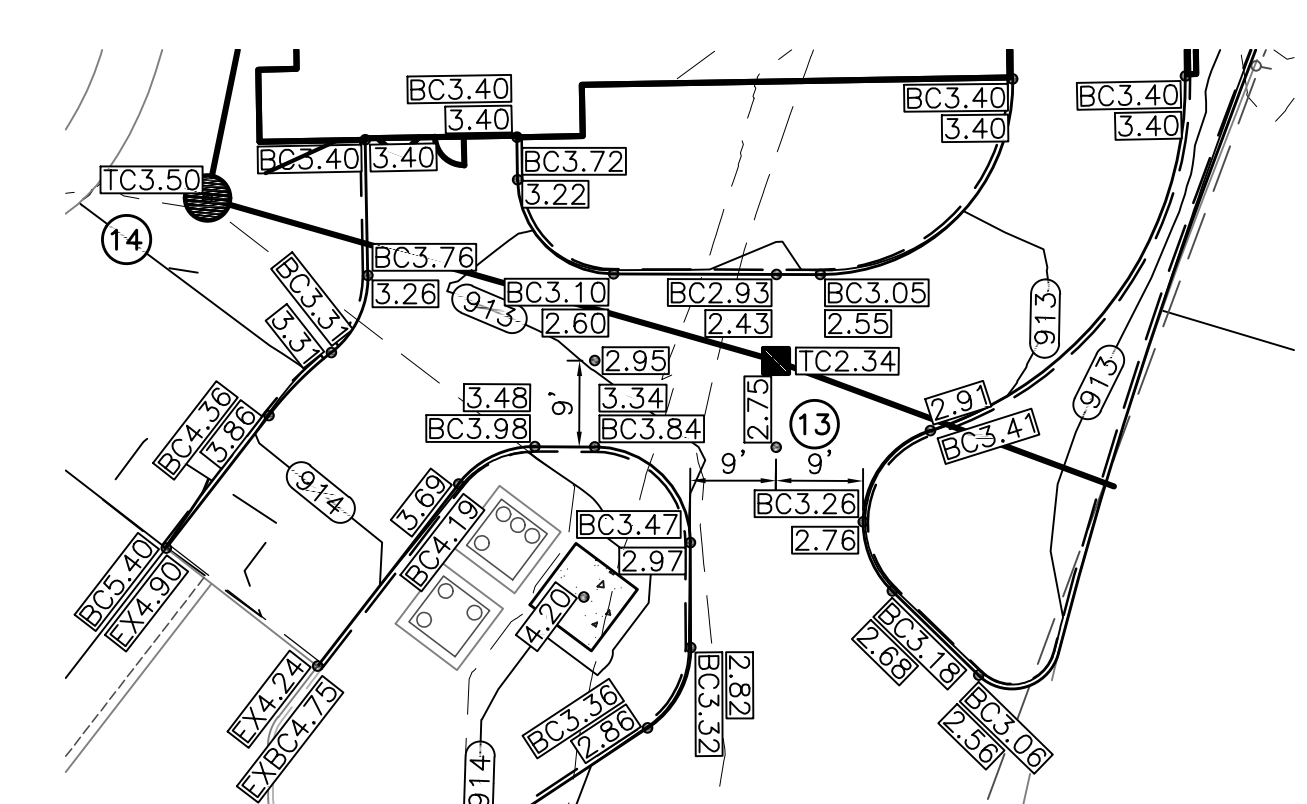 BC3.40
3.40
BC3.40
3.40
BC3.40
3.40
BC3.40
3.40
BC3.72
3.22
TC3.50
14
BC3.76
3.26
BC3.31
3.31
913
BC3.10
2.60
BC2.93
2.43
BC3.05
2.55
913
913
2.95
TC2.34
2.75
13
9'
3.48
BC3.98
3.34
BC3.84
2.91
BC3.41
BC4.36
3.86
914
9'
9'
3.69
BC4.19
BC3.26
2.76
BC3.47
2.97
BC5.40
EX4.90
4.20
BC3.18
2.68
EX4.24
EXBC4.75
BC3.36
2.86
BC3.32
2.82
BC3.06
2.56
914